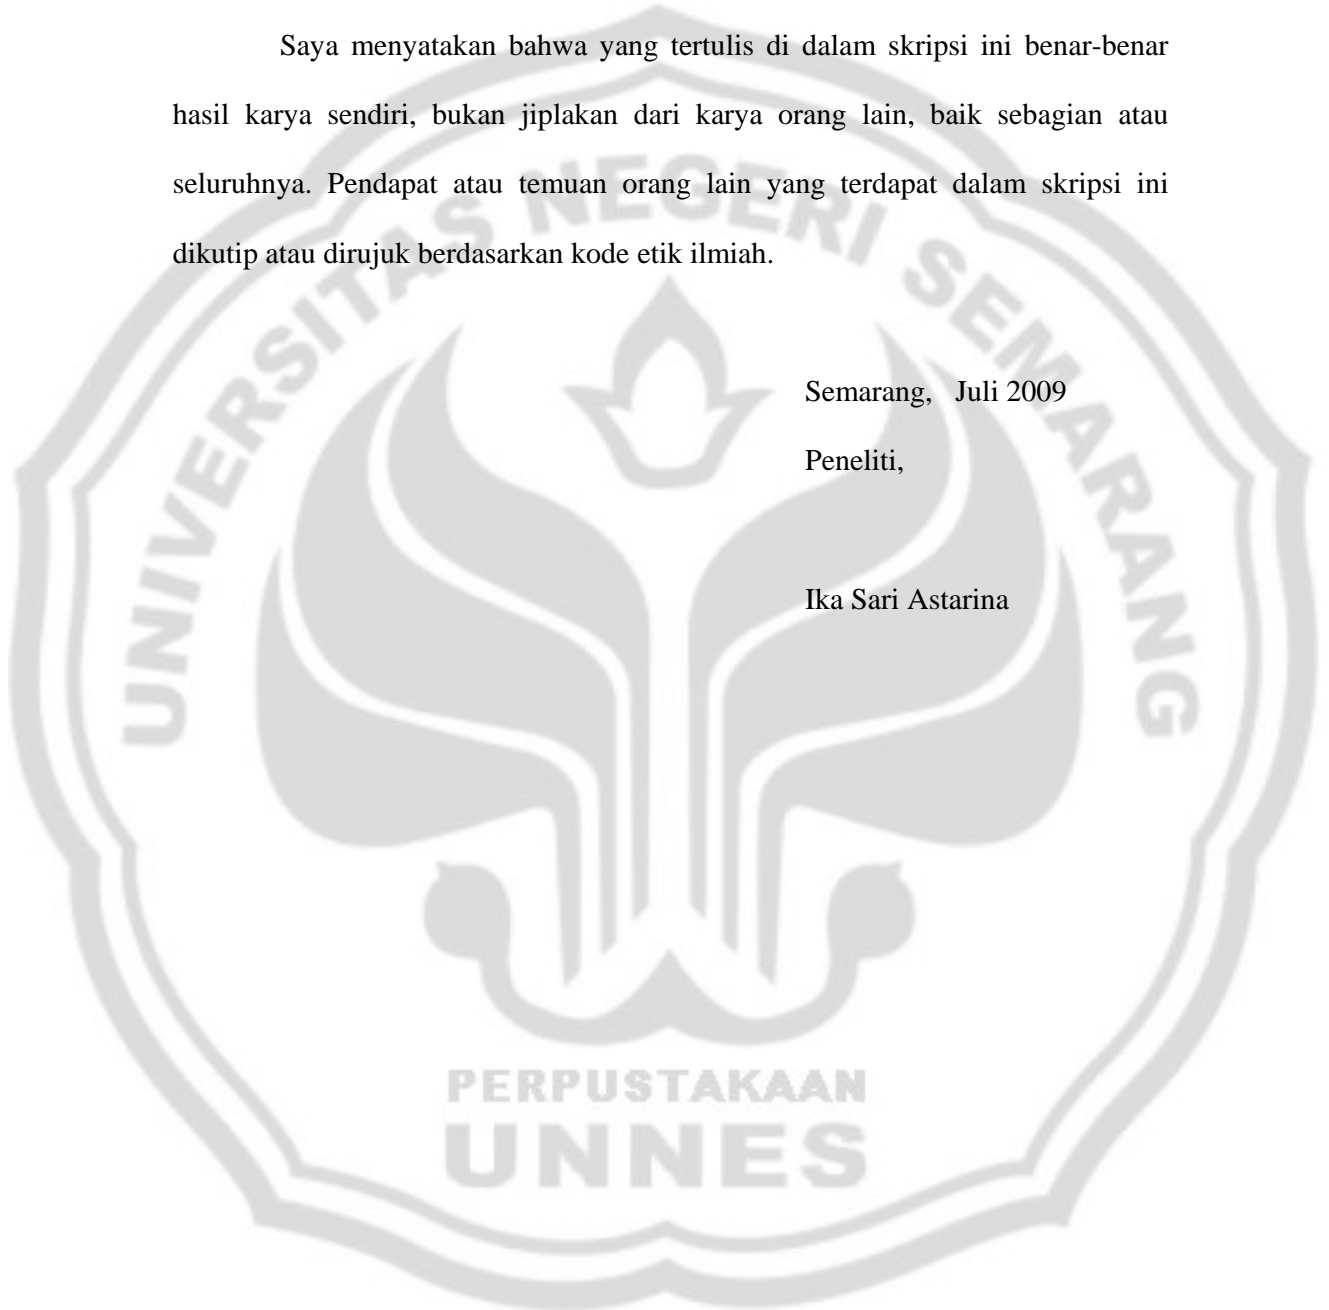 Saya menyatakan bahwa yang tertulis di dalam skripsi ini benar-benar
hasil karya sendiri, bukan jiplakan dari karya orang lain, baik sebagian atau
seluruhnya. Pendapat atau temuan orang lain yang terdapat dalam skripsi ini
dikutip atau dirujuk berdasarkan kode etik ilmiah.
Semarang, Juli 2009
Peneliti,
Ika Sari Astarina
UNIVERSITAS NEGERI SEMARANG
PERPUSTAKAAN
UNNES